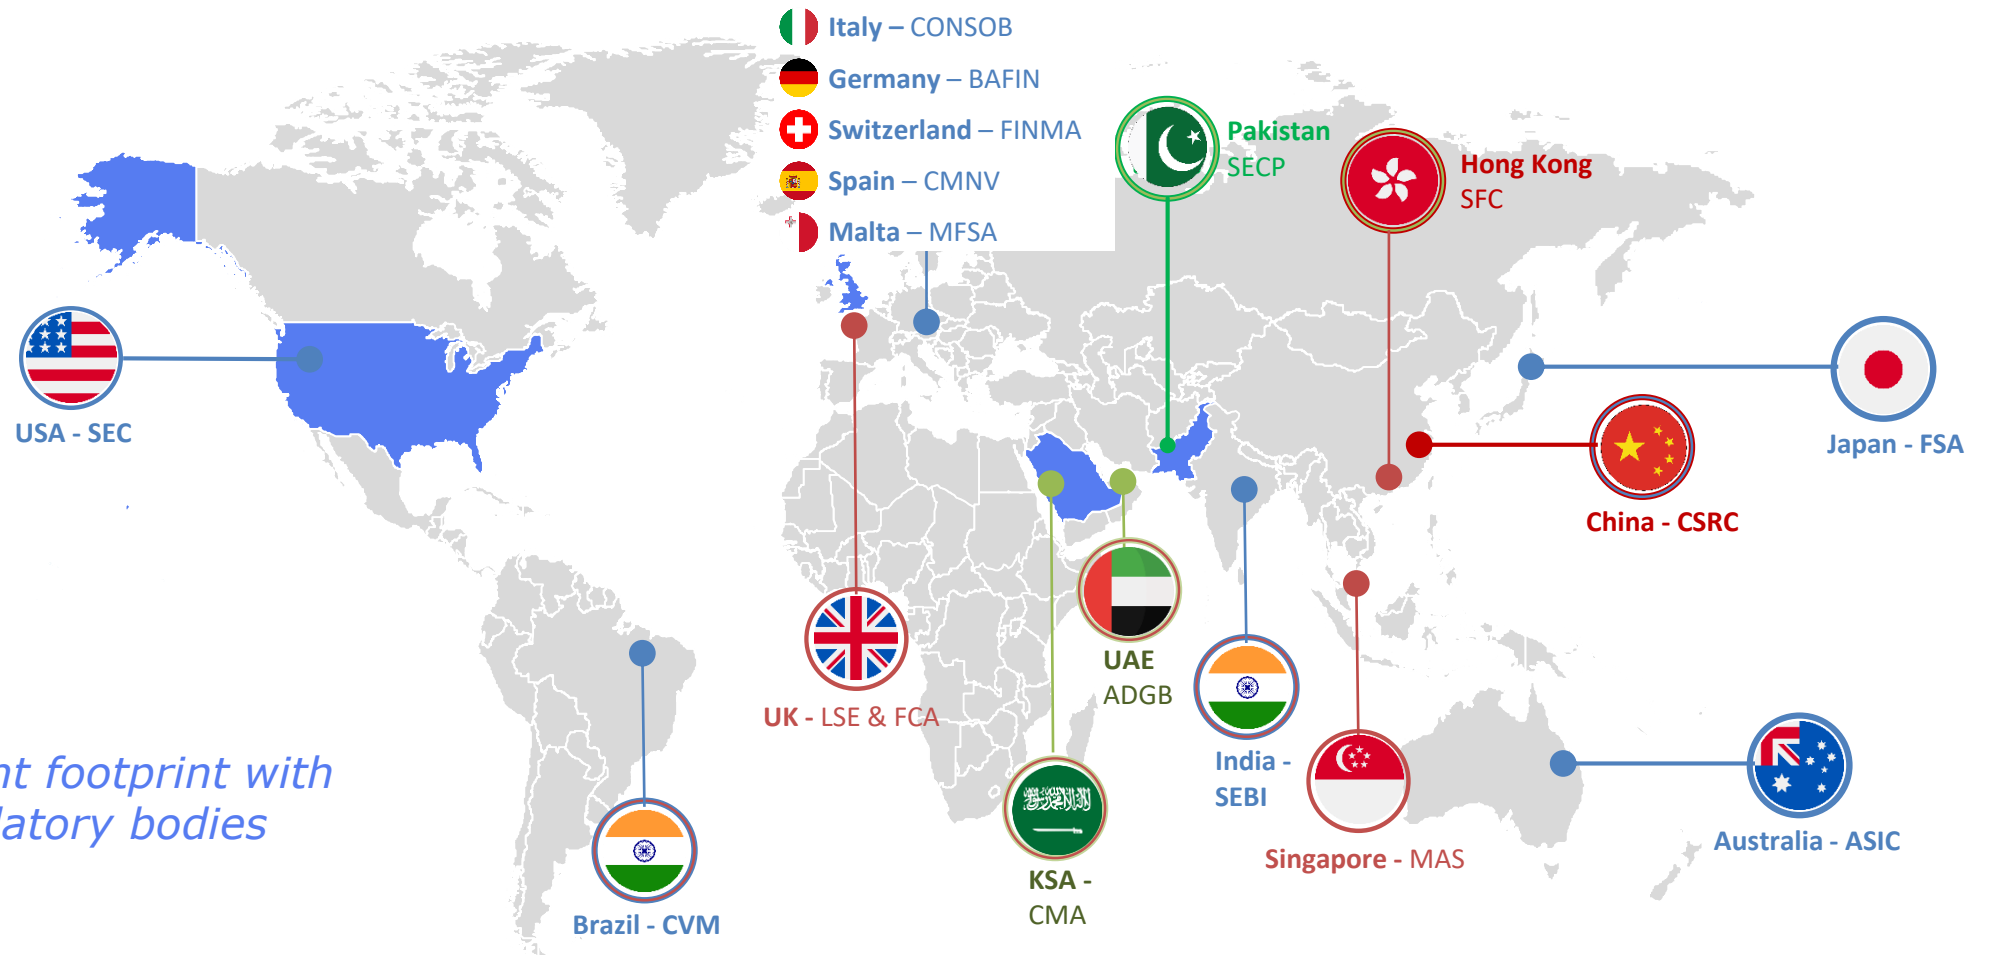 Italy – CONSOB
Germany – BAFIN
Switzerland – FINMA
Spain – CMNV
Malta – MFSA
Pakistan
SECP
Hong Kong
SFC
USA - SEC
Japan - FSA
China - CSRC
UAE
ADGB
UK - LSE & FCA
India -
SEBI
Singapore - MAS
Australia - ASIC
KSA -
CMA
Brazil - CVM
nt footprint with
latory bodies